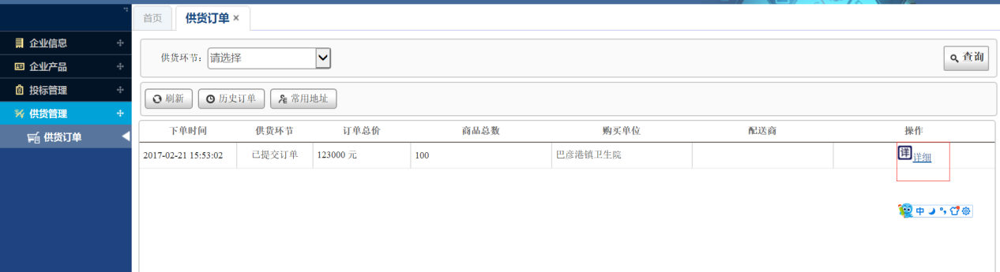 首页 供货订单 ×
企业信息
企业产品
投标管理
供货管理
供货订单
供货环节: 请选择 查询
刷新 历史订单 常用地址
下单时间 供货环节 订单总价 商品总数 购买单位 配送商 操作
2017-02-21 15:53:02 已提交订单 123000 元 100 巴彦港镇卫生院 详 详细
中